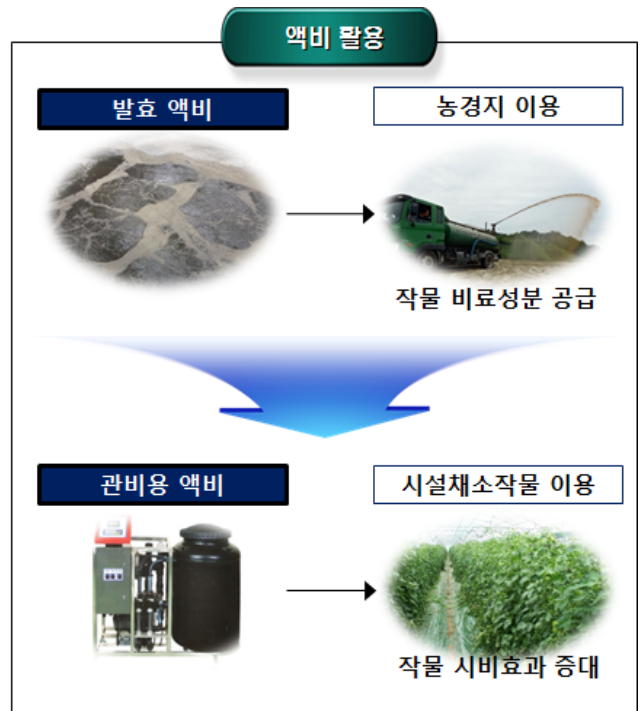 액비 활용
발효 액비
농경지 이용
작물 비료성분 공급
관비용 액비
시설채소작물 이용
작물 시비효과 증대